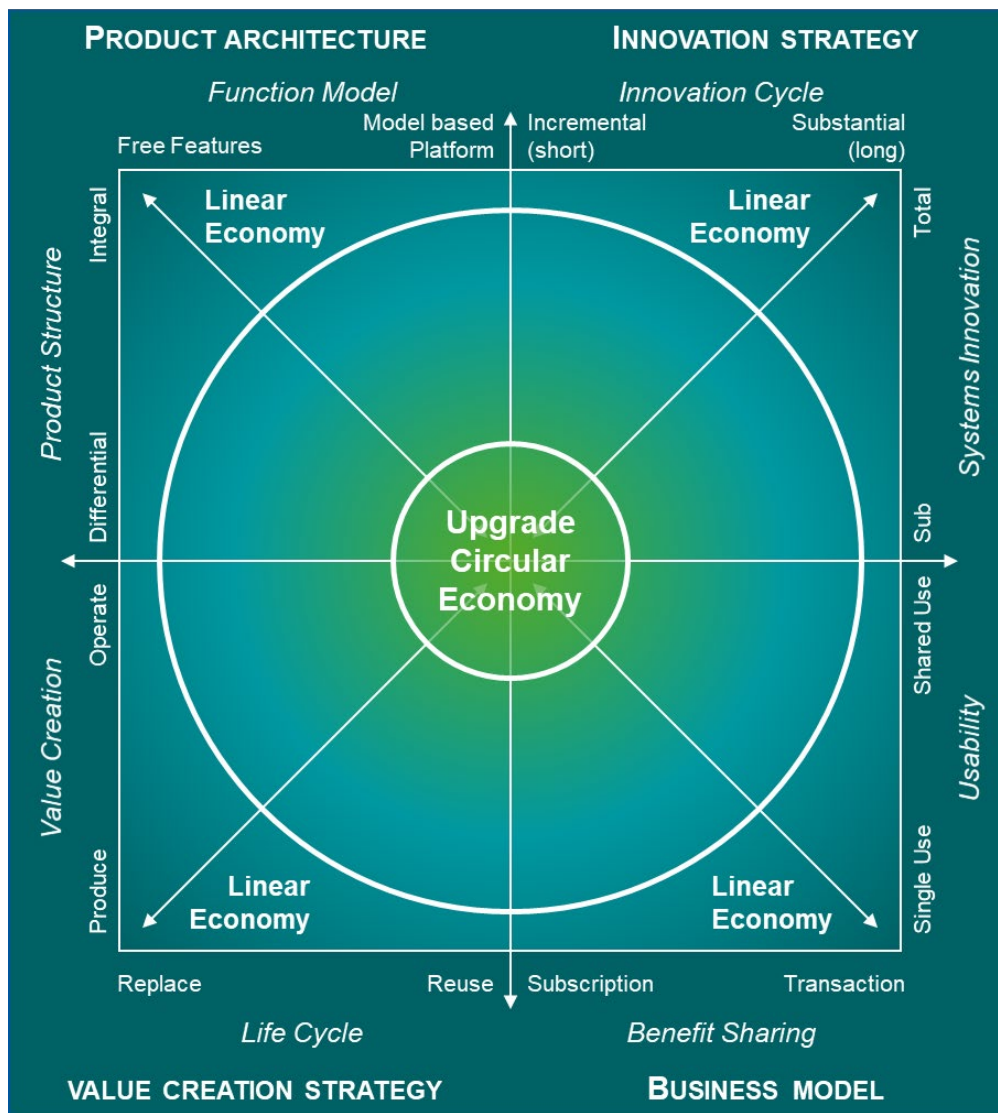 PRODUCT ARCHITECTURE
INNOVATION STRATEGY
Function Model
Innovation Cycle
Free Features
Model based
Platform
Incremental
(short)
Substantial
(long)
Product Structure
Integral
Differential
Linear
Economy
Linear
Economy
Total
Sub
Systems Innovation
Upgrade
Circular
Economy
Value Creation
Operate
Produce
Linear
Economy
Linear
Economy
Shared Use
Single Use
Usability
Replace
Reuse
Subscription
Transaction
Life Cycle
Benefit Sharing
VALUE CREATION STRATEGY
BUSINESS MODEL